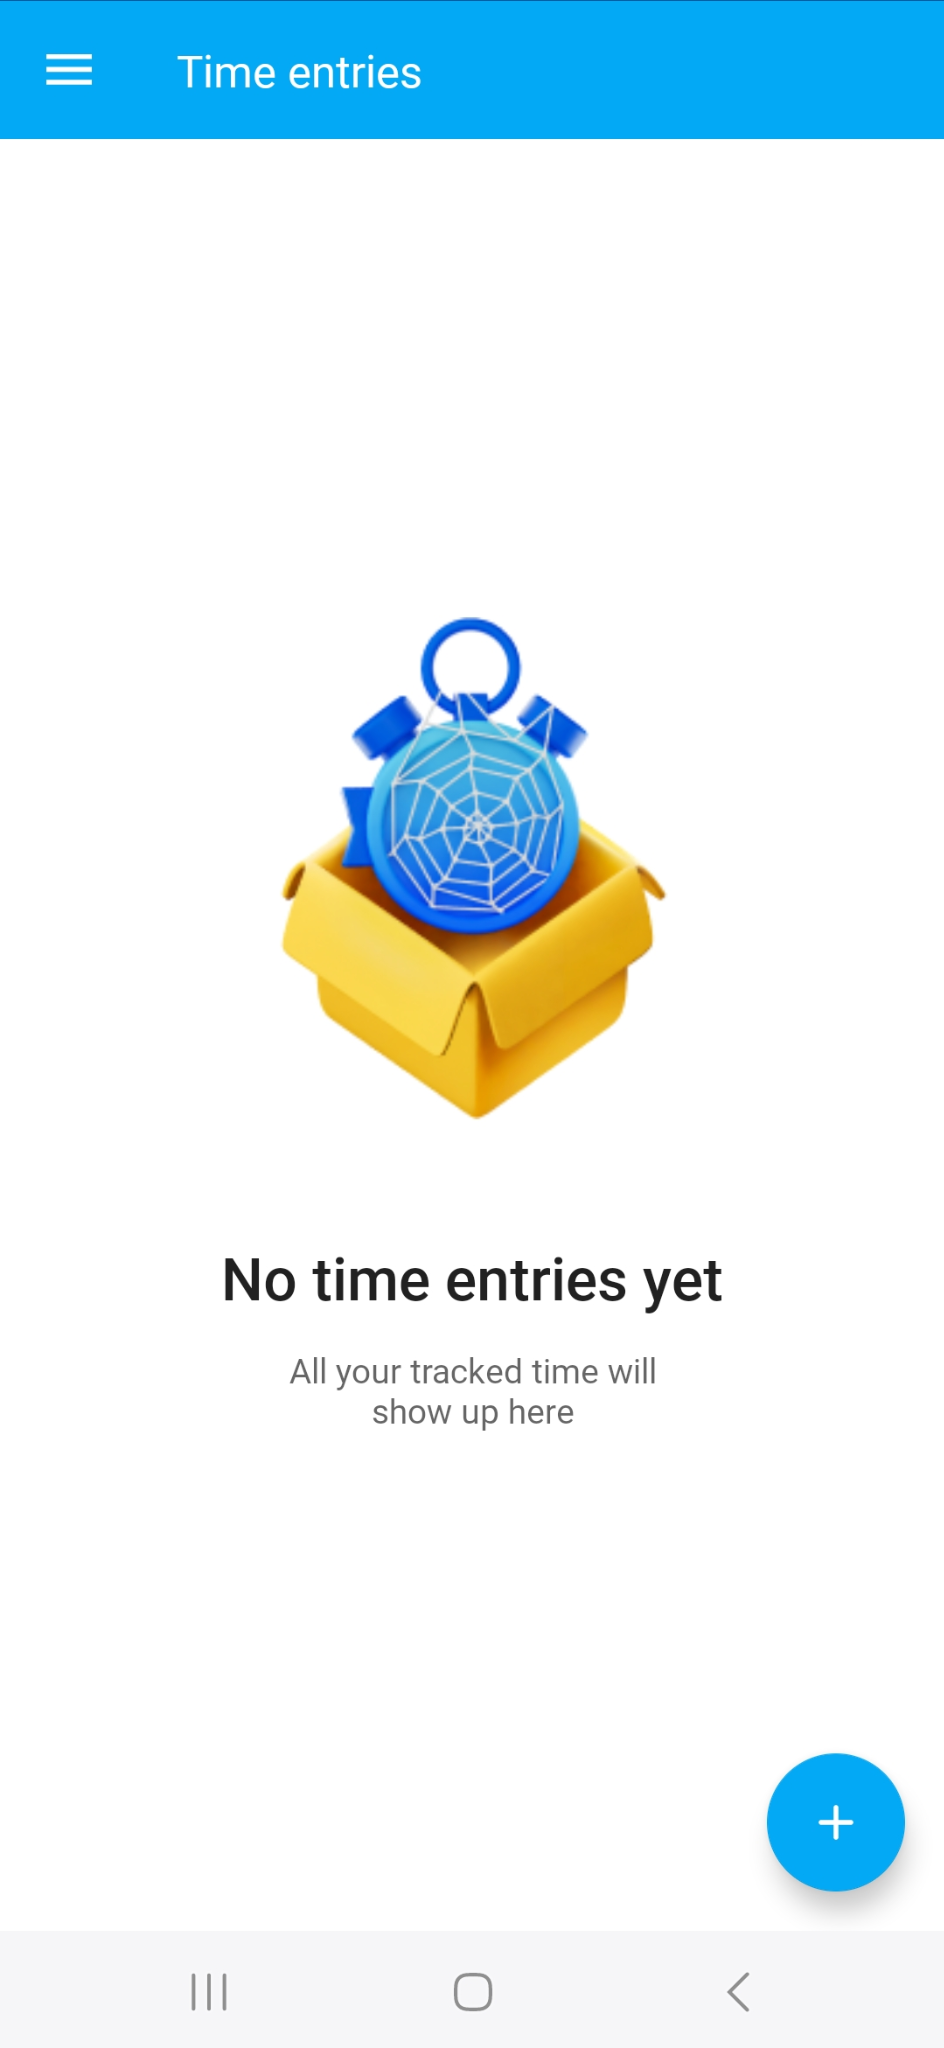 Time entries
No time entries yet
All your tracked time will
show up here